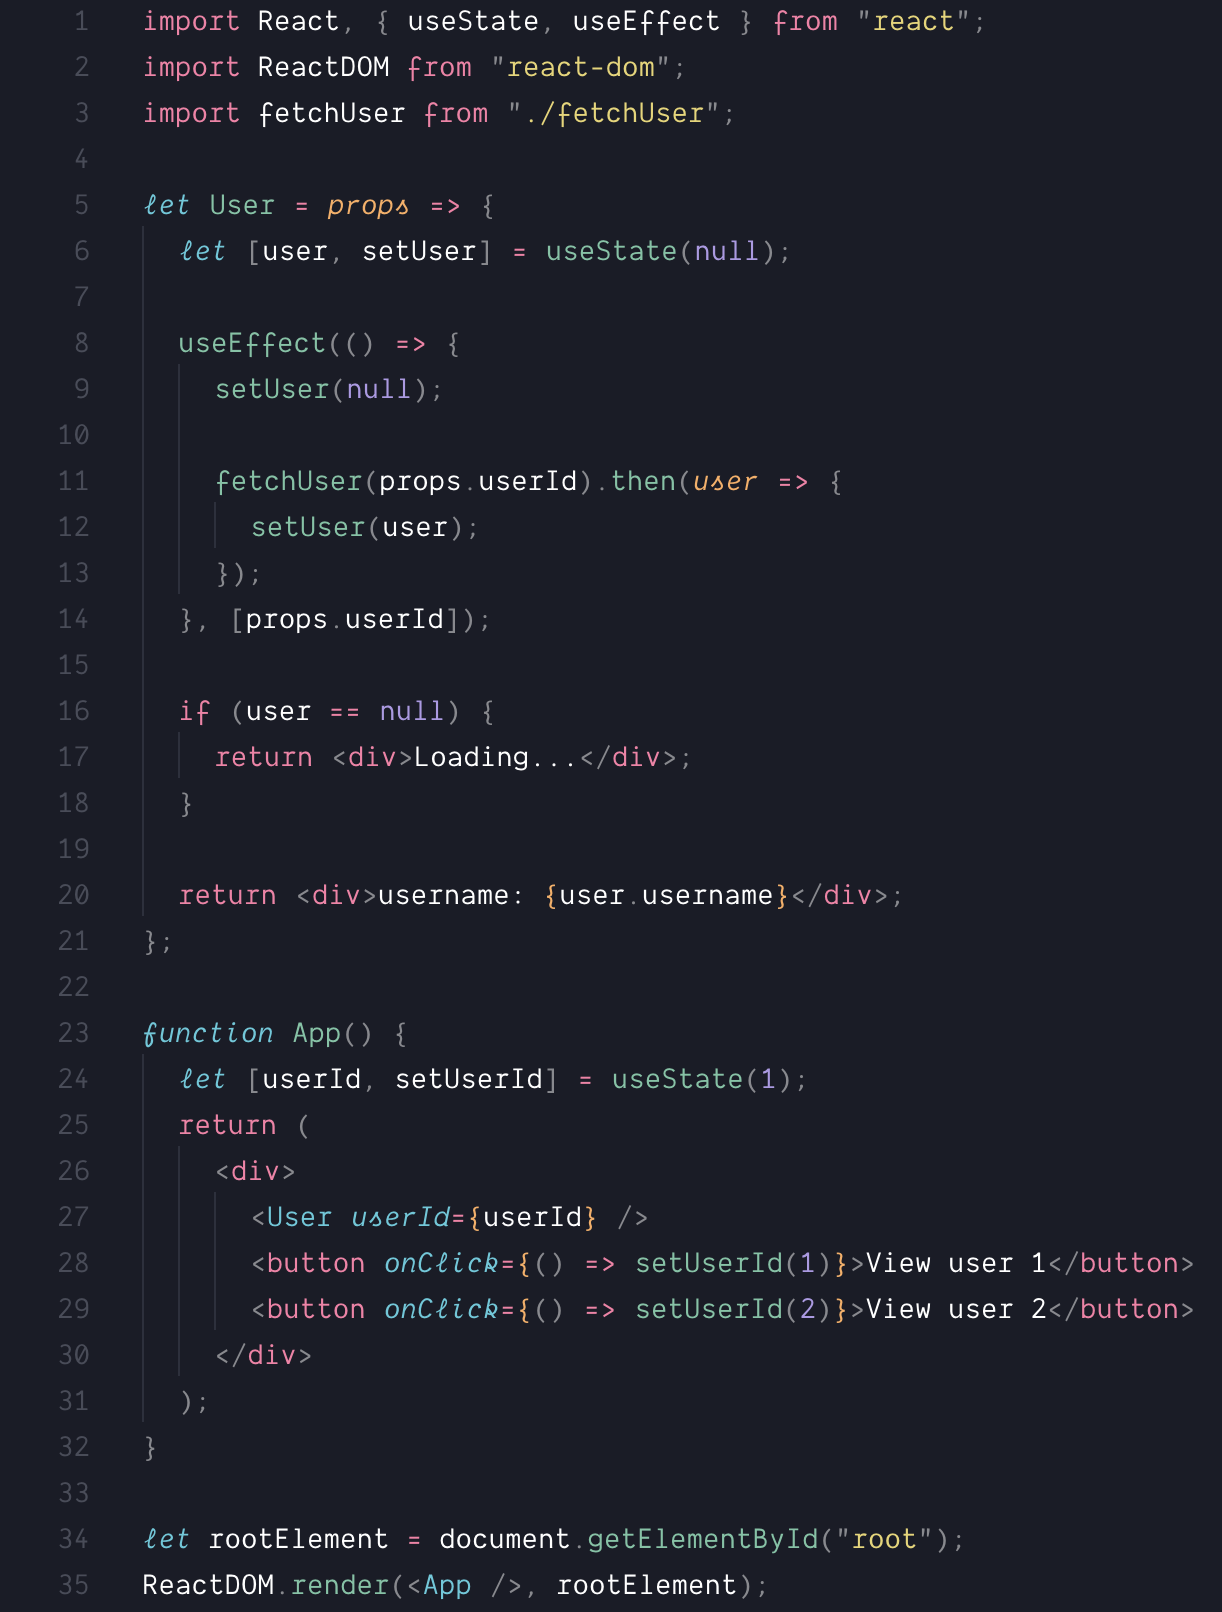 1 import React, { useState, useEffect } from "react";
2 import ReactDOM from "react-dom";
3 import fetchUser from "./fetchUser";
4
5 let User = props => {
6   let [user, setUser] = useState(null);
7
8   useEffect(() => {
9     setUser(null);
10
11     fetchUser(props.userId).then(user => {
12       setUser(user);
13     });
14   }, [props.userId]);
15
16   if (user == null) {
17     return <div>Loading...</div>;
18   }
19
20   return <div>username: {user.username}</div>;
21 };
22
23 function App() {
24   let [userId, setUserId] = useState(1);
25   return (
26     <div>
27       <User userId={userId} />
28       <button onClick={() => setUserId(1)}>View user 1</button>
29       <button onClick={() => setUserId(2)}>View user 2</button>
30     </div>
31   );
32 }
33
34 let rootElement = document.getElementById("root");
35 ReactDOM.render(<App />, rootElement);